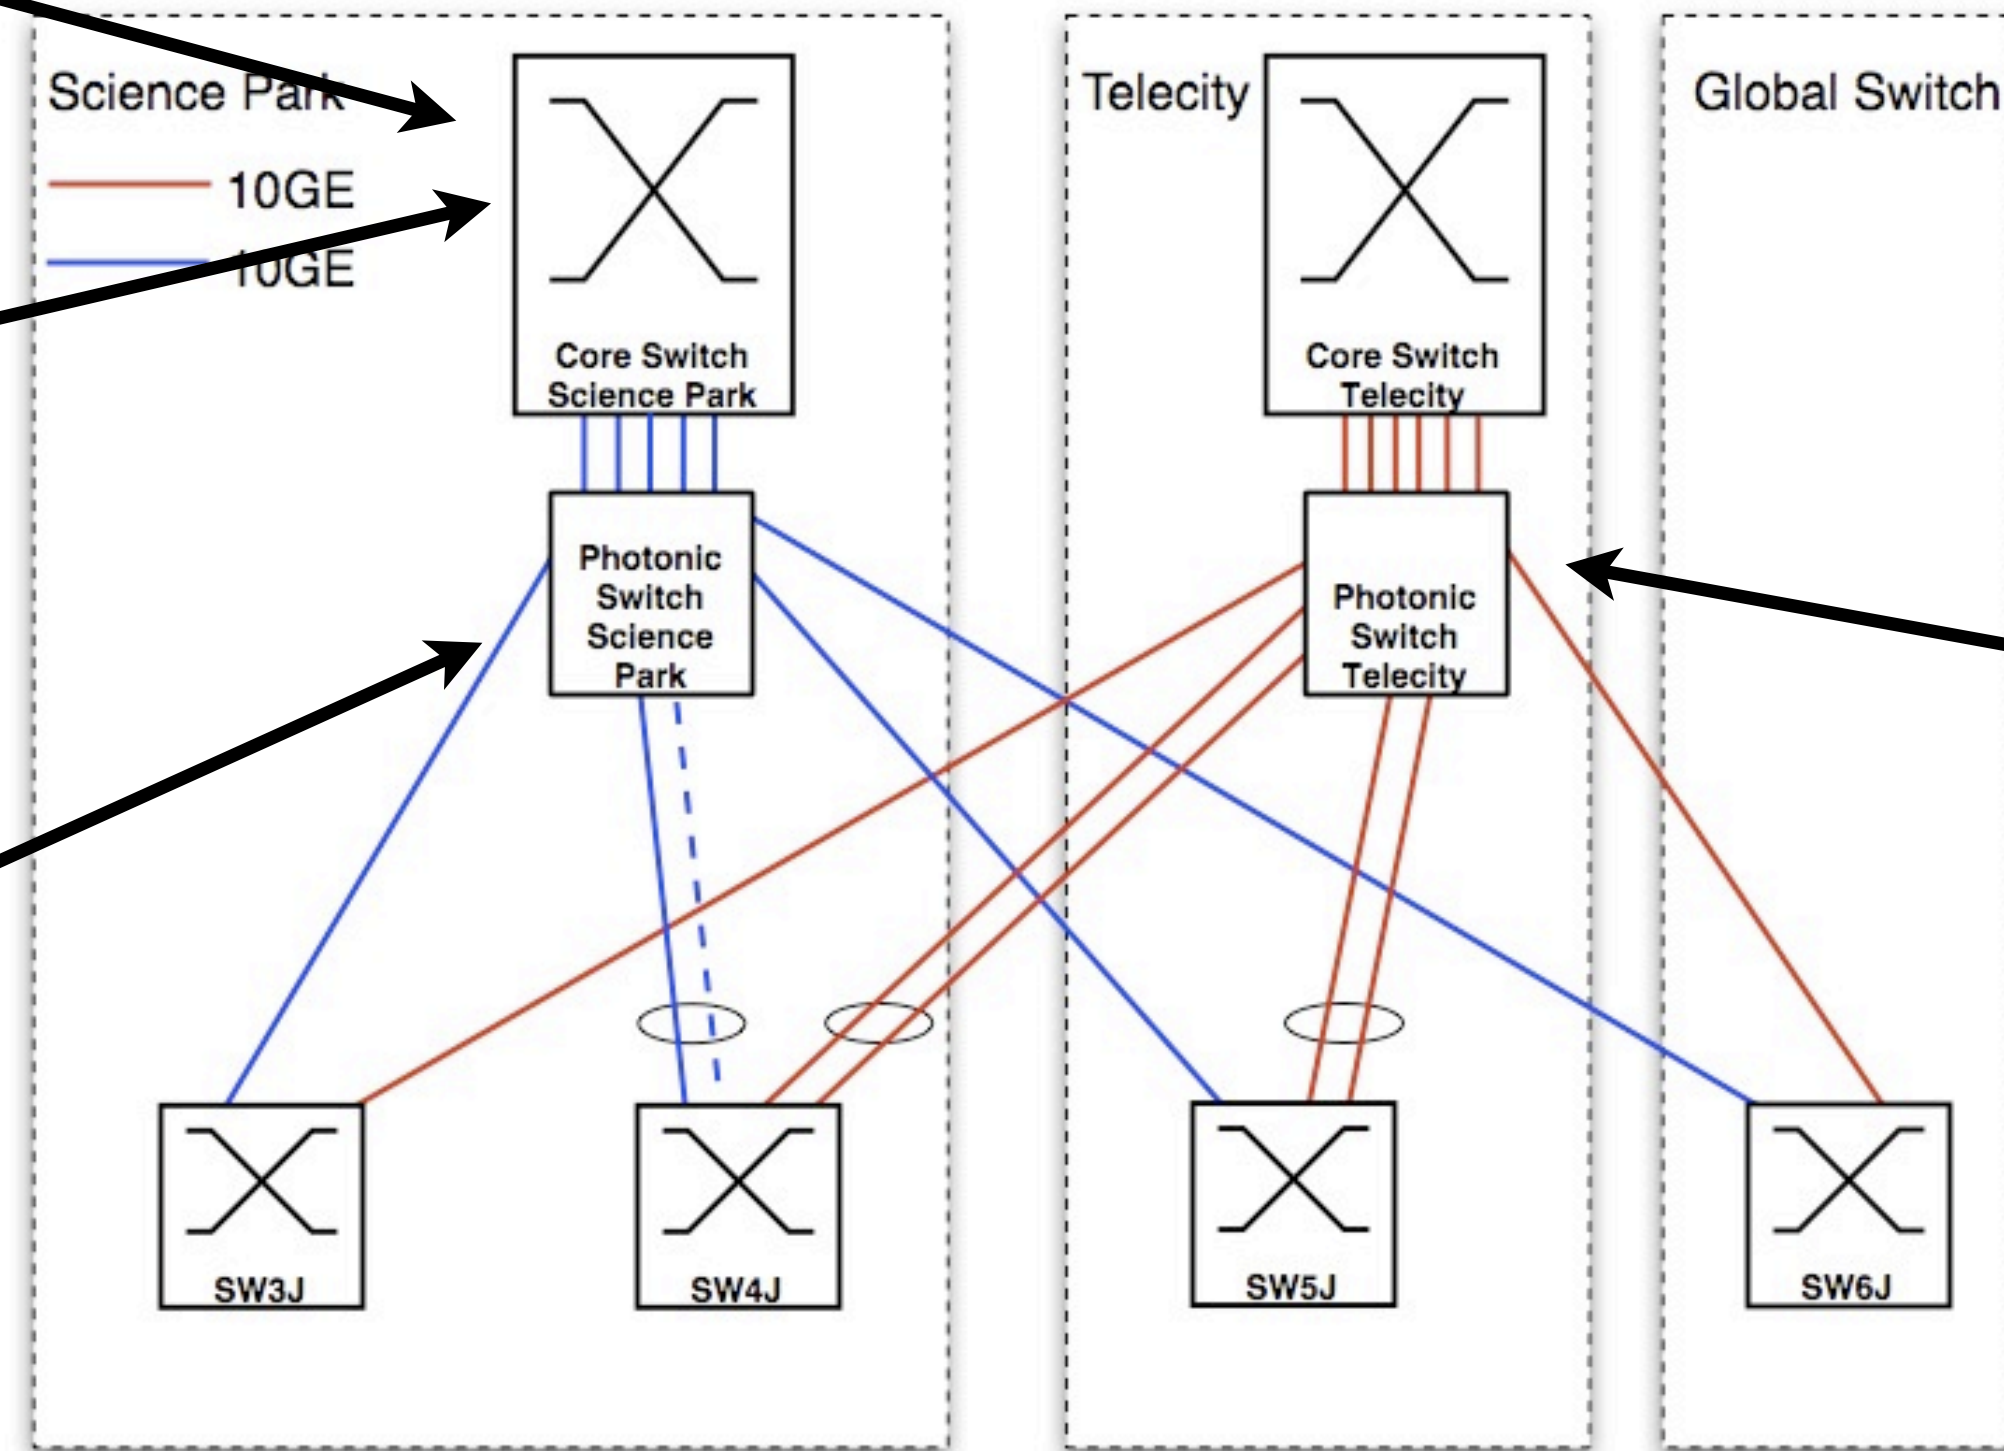 Science Park
10GE
10GE
Core Switch
Science Park
Photonic
Switch
Science
Park
SW3J
SW4J
Telecity
Core Switch
Telecity
Photonic
Switch
Telecity
SW5J
Global Switch
SW6J